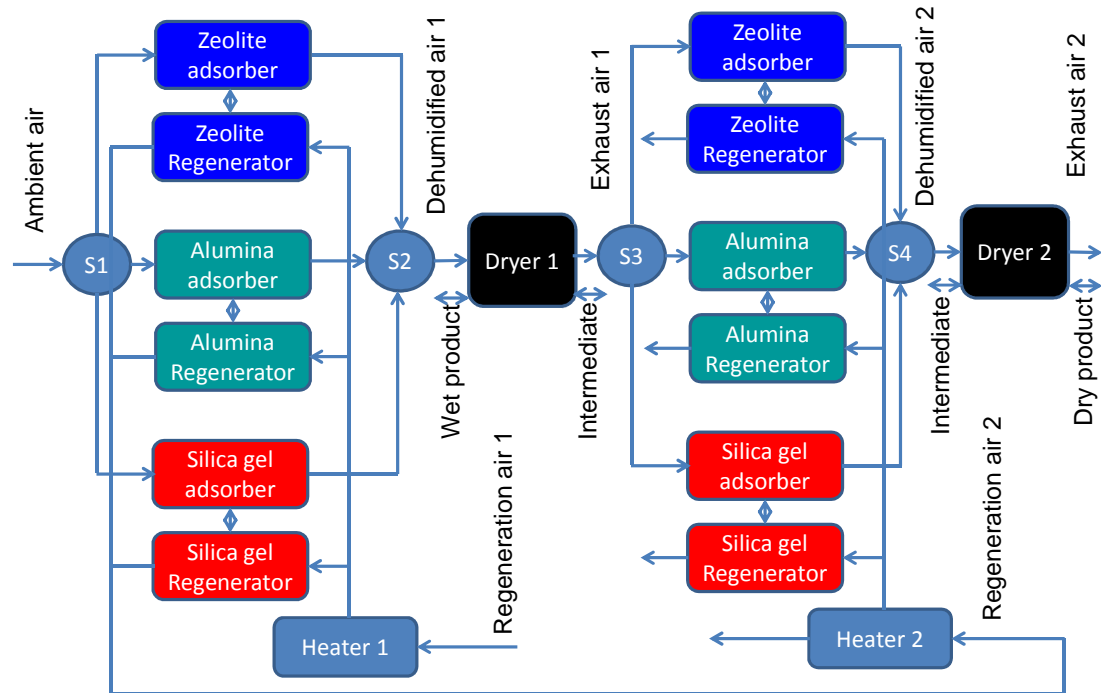 Ambient air
S1
Zeolite
adsorber
Zeolite
Regenerator
Alumina
adsorber
Alumina
Regenerator
Silica gel
adsorber
Silica gel
Regenerator
Heater 1
Regeneration air 1
S2
Dehumidified air 1
Wet product
Dryer 1
Intermediate
Exhaust air 1
S3
Zeolite
adsorber
Zeolite
Regenerator
Alumina
adsorber
Alumina
Regenerator
Silica gel
adsorber
Silica gel
Regenerator
Heater 2
Regeneration air 2
S4
Dehumidified air 2
Intermediate
Dryer 2
Exhaust air 2
Dry product